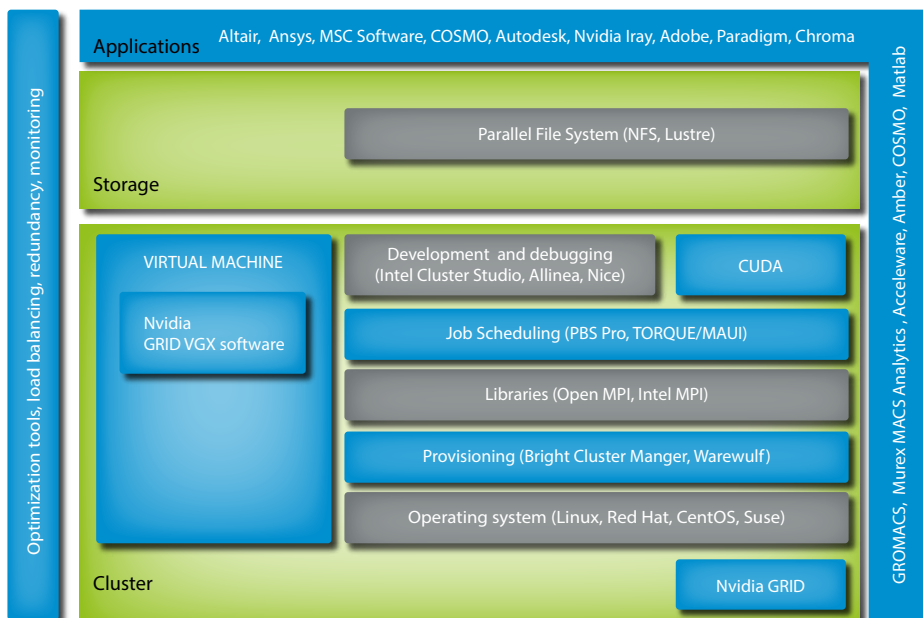 Applications
Altair, Ansys, MSC Software, COSMO, Autodesk, Nvidia Iray, Adobe, Paradigm, Chroma
Optimization tools, load balancing, redundancy, monitoring
GROMACS, Murex MACS Analytics , Acceleware, Amber, COSMO, Matlab
Parallel File System (NFS, Lustre)
Storage
VIRTUAL MACHINE
Nvidia
GRID VGX software
Development and debugging
(Intel Cluster Studio, Allinea, Nice)
CUDA
Job Scheduling (PBS Pro, TORQUE/MAUI)
Libraries (Open MPI, Intel MPI)
Provisioning (Bright Cluster Manger, Warewulf)
Operating system (Linux, Red Hat, CentOS, Suse)
Cluster
Nvidia GRID